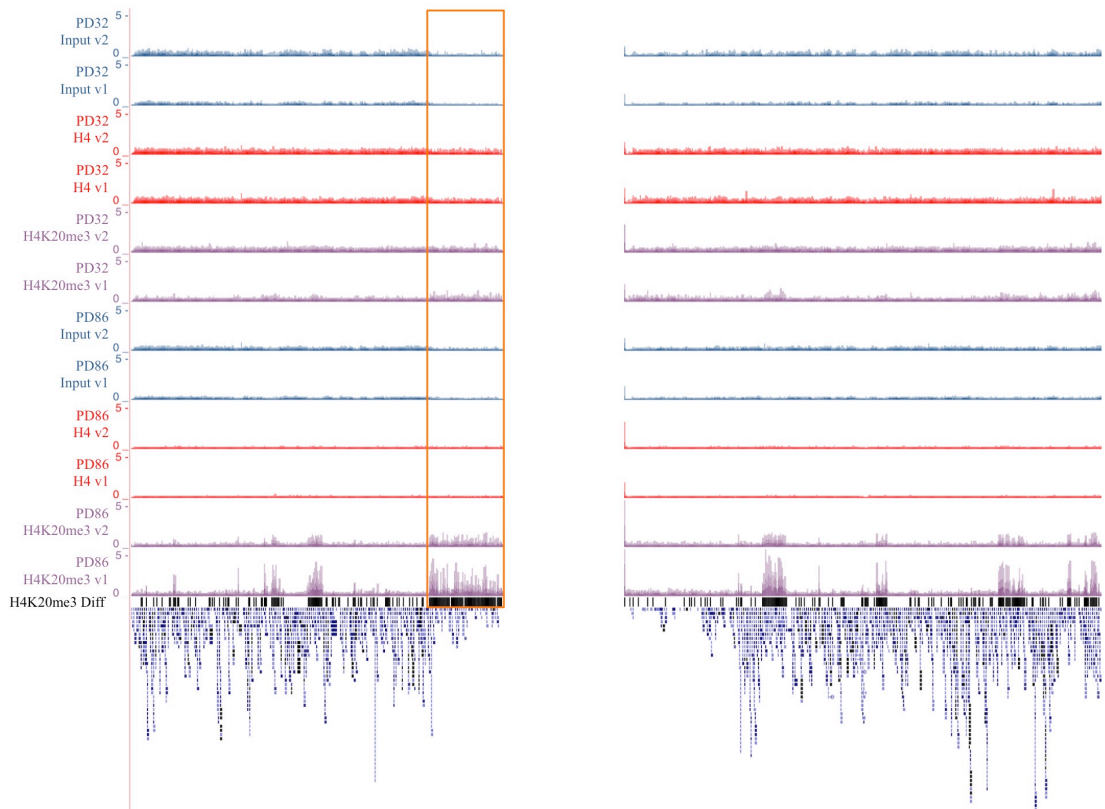 PD32 5 -
Input v2 0 _
PD32 5 -
Input v1 0 _
PD32 5 -
H4 v2 0 _
PD32 5 -
H4 v1 0 _
PD32 5 -
H4K20me3 v2 0 _
PD32 5 -
H4K20me3 v1 0 _
PD86 5 -
Input v2 0 _
PD86 5 -
Input v1 0 _
PD86 5 -
H4 v2 0 _
PD86 5 -
H4 v1 0 _
PD86 5 -
H4K20me3 v2 0 _
PD86 5 -
H4K20me3 v1 0 _
H4K20me3 Diff